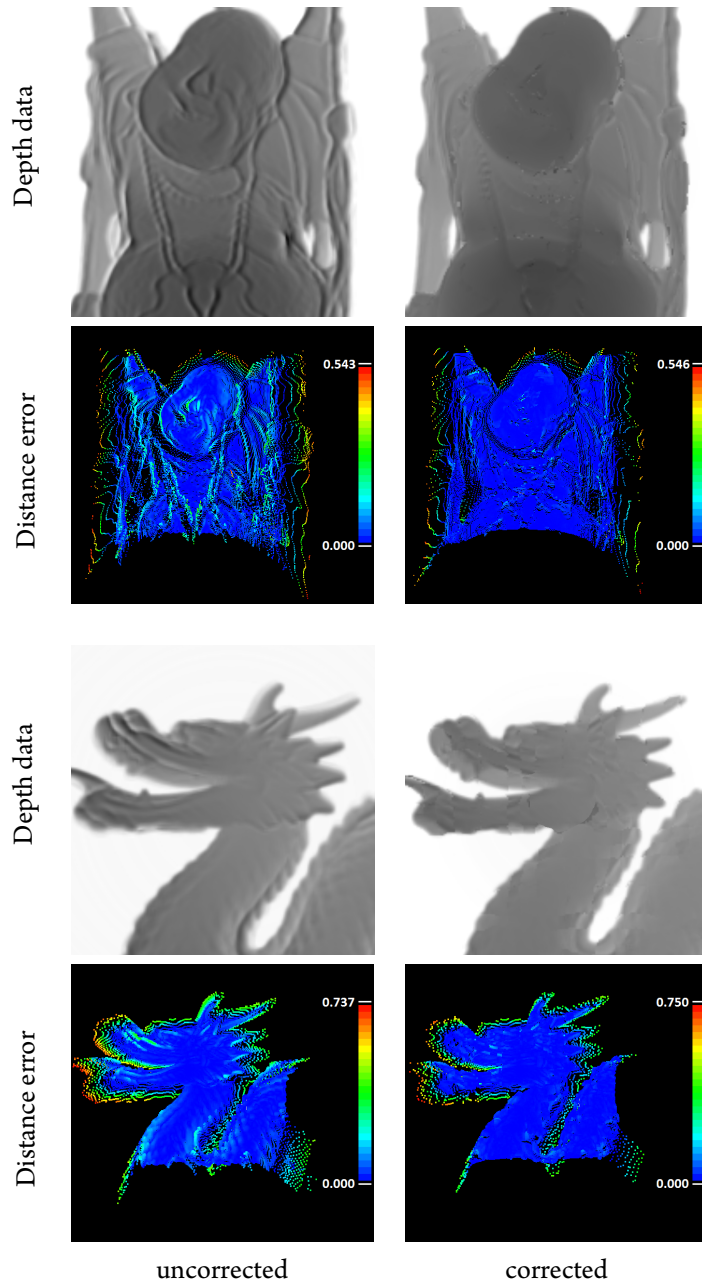 Depth data
Distance error
0.543
0.000
0.546
0.000
Depth data
Distance error
0.737
0.000
0.750
0.000
uncorrected
corrected